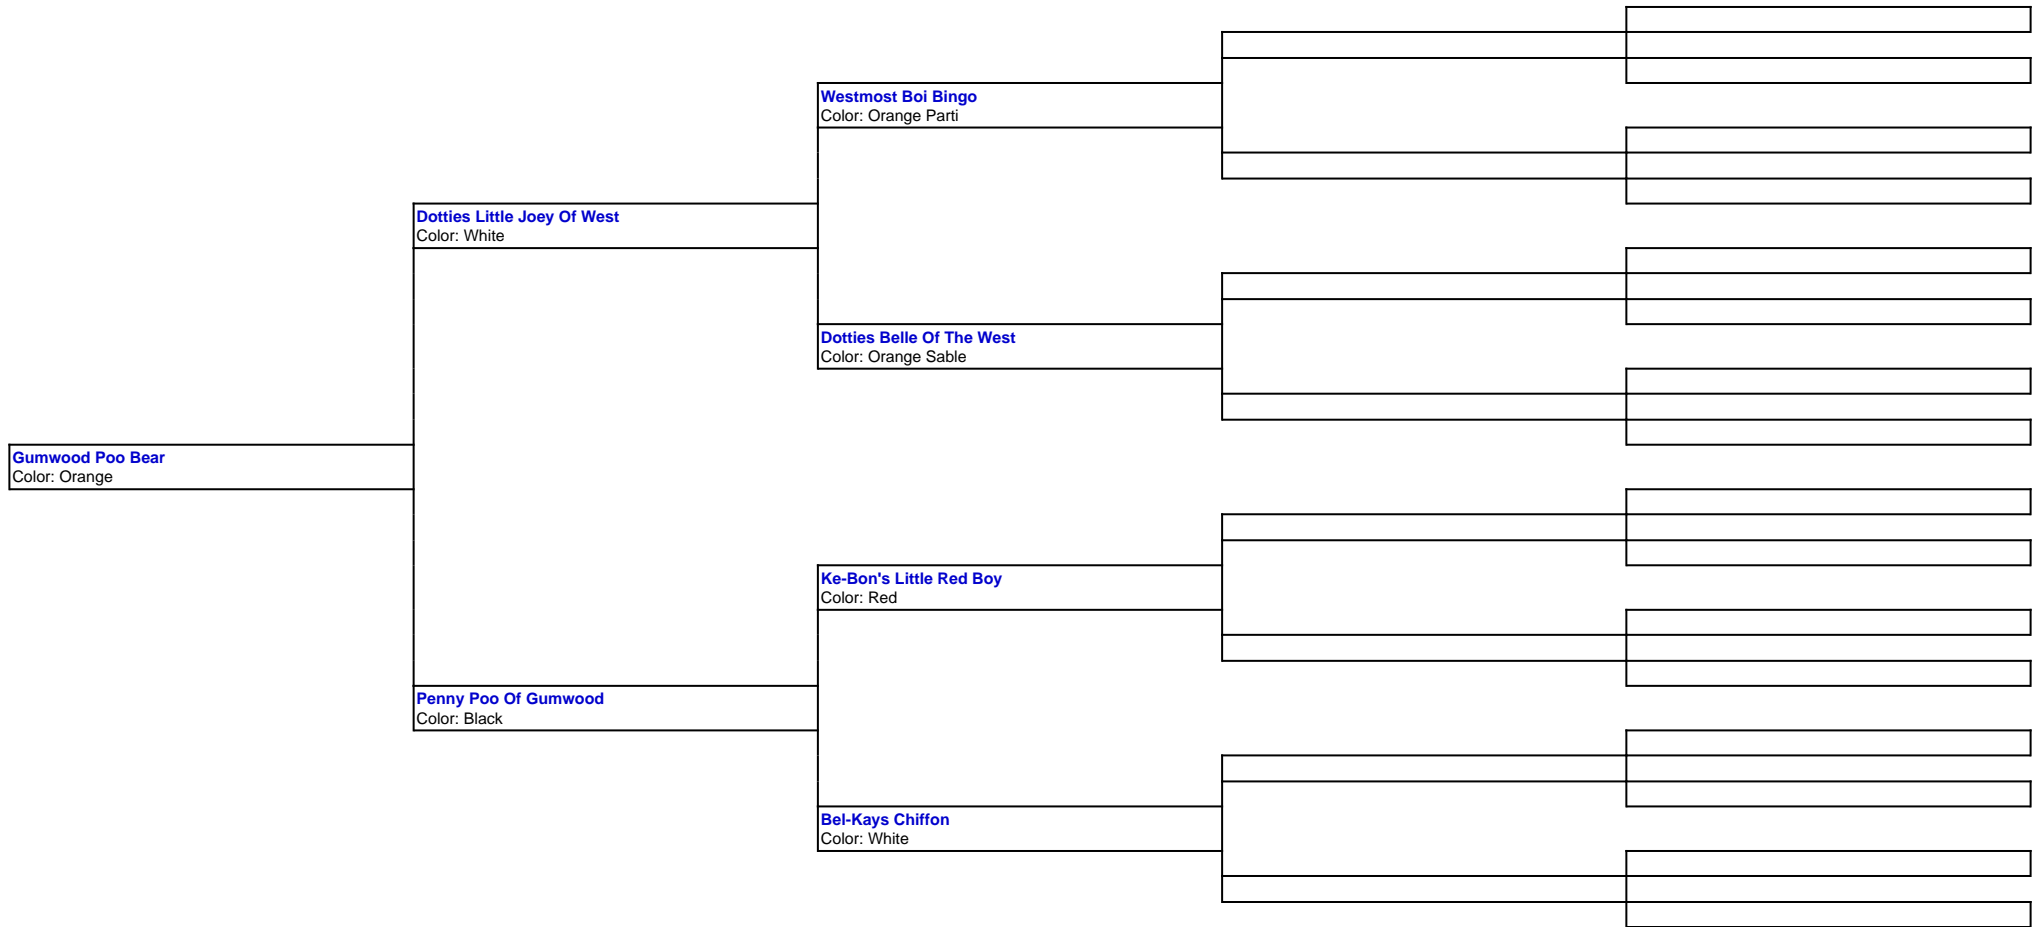 Westmost Boi Bingo
Color: Orange Parti
Dotties Little Joey Of West
Color: White
Dotties Belle Of The West
Color: Orange Sable
Gumwood Poo Bear
Color: Orange
Ke-Bon's Little Red Boy
Color: Red
Penny Poo Of Gumwood
Color: Black
Bel-Kays Chiffon
Color: White